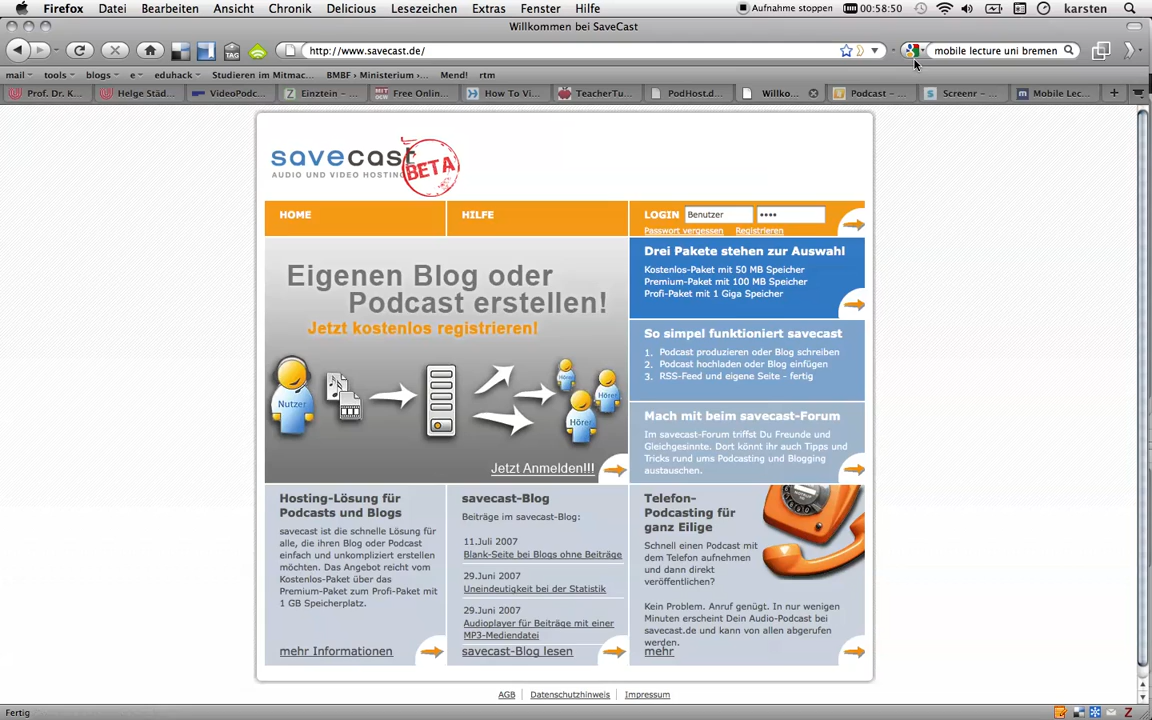 Firefox Datei Bearbeiten Ansicht Chronik Delicious Lesezeichen Extras Fenster Hilfe Aufnahme stoppen 00:58:50 karsten
Willkommen bei SaveCast
http://www.savecast.de/ mobile lecture uni bremen
mail tools blogs e eduhack Studieren im Mitmac... BMBF › Ministerium ›... Mend! rtm
Prof. Dr. K... Helge Städ... VideoPodc... Einztein – ... Free Onlin... How To Vi... TeacherTu... PodHost.d... Willko... Podcast – ... Screenr – ... Mobile Lec...
savecast
BETA
AUDIO UND VIDEO HOSTING
HOME HILFE LOGIN Benutzer ••••
Passwort vergessen Registrieren
Eigenen Blog oder
Podcast erstellen!
Jetzt kostenlos registrieren!
Nutzer
Hörer
Hörer
Hörer
Jetzt Anmelden!!!
Drei Pakete stehen zur Auswahl
Kostenlos-Paket mit 50 MB Speicher
Premium-Paket mit 100 MB Speicher
Profi-Paket mit 1 Giga Speicher
So simpel funktioniert savecast
1. Podcast produzieren oder Blog schreiben
2. Podcast hochladen oder Blog einfügen
3. RSS-Feed und eigene Seite - fertig
Mach mit beim savecast-Forum
Im savecast-Forum triffst Du Freunde und
Gleichgesinnte. Dort könnt ihr auch Tipps und
Tricks rund ums Podcasting und Blogging
austauschen.
Hosting-Lösung für
Podcasts und Blogs
savecast ist die schnelle Lösung für
alle, die ihren Blog oder Podcast
einfach und unkompliziert erstellen
möchten. Das Angebot reicht vom
Kostenlos-Paket über das
Premium-Paket zum Profi-Paket mit
1 GB Speicherplatz.
mehr Informationen
savecast-Blog
Beiträge im savecast-Blog:
11.Juli 2007
Blank-Seite bei Blogs ohne Beiträge
29.Juni 2007
Uneindeutigkeit bei der Statistik
29.Juni 2007
Audioplayer für Beiträge mit einer
MP3-Mediendatei
savecast-Blog lesen
Telefon-
Podcasting für
ganz Eilige
Schnell einen Podcast mit
dem Telefon aufnehmen
und dann direkt
veröffentlichen?
Kein Problem. Anruf genügt. In nur wenigen
Minuten erscheint Dein Audio-Podcast bei
savecast.de und kann von allen abgerufen
werden.
mehr
AGB Datenschutzhinweis Impressum
Fertig